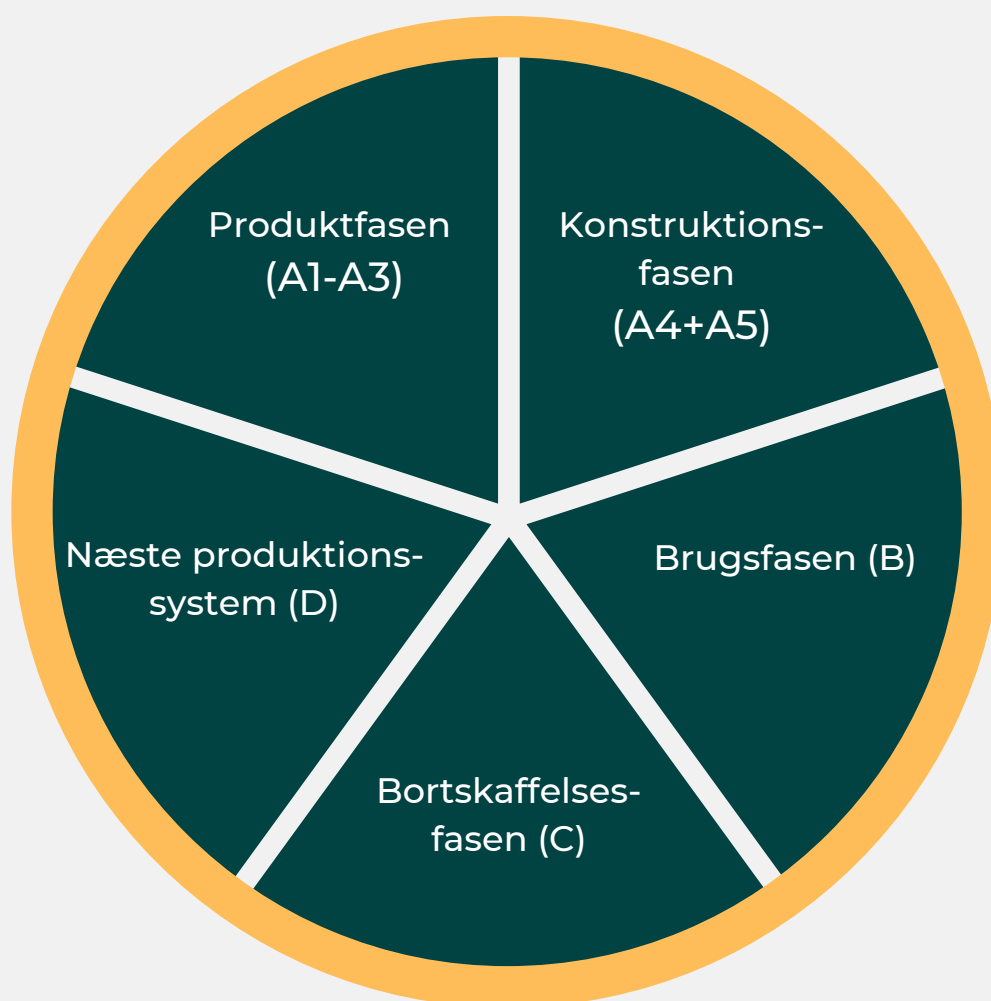 Produktfasen
(A1-A3)
Konstruktions-
fasen
(A4+A5)
Brugsfasen (B)
Bortskaffelses-
fasen (C)
Næste produktions-
system (D)